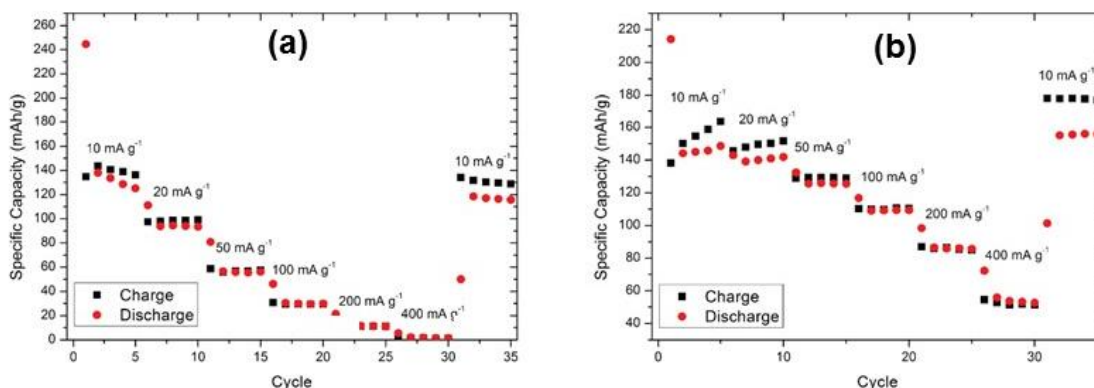 (a)
Specific Capacity (mAh/g)
260
240
220
200
180
160
140
120
100
80
60
40
20
0
10 mA g⁻¹
20 mA g⁻¹
50 mA g⁻¹
100 mA g⁻¹
200 mA g⁻¹
400 mA g⁻¹
10 mA g⁻¹
Charge
Discharge
0 5 10 15 20 25 30 35
Cycle
(b)
Specific Capacity (mAh/g)
220
200
180
160
140
120
100
80
60
40
10 mA g⁻¹
20 mA g⁻¹
50 mA g⁻¹
100 mA g⁻¹
200 mA g⁻¹
400 mA g⁻¹
10 mA g⁻¹
Charge
Discharge
0 10 20 30
Cycle